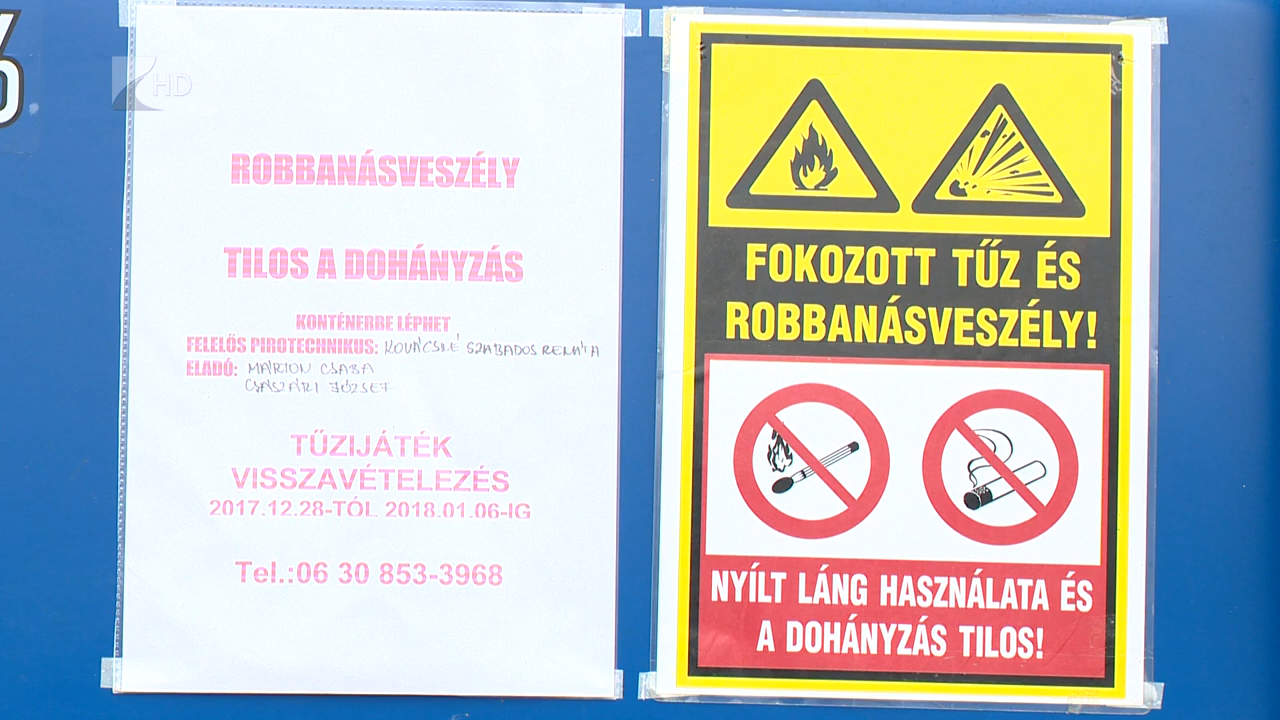 %
HD
ROBBANÁSVESZÉLY
TILOS A DOHÁNYZÁS
KONTÉNERBE LÉPHET
FELELŐS PIROTECHNIKUS: KOVÁCSNÉ SZABADOS RENÁTA
ELADÓ: MARTON CSABA
CSÁSZÁRI JÓZSEF
TŰZIJÁTÉK
VISSZAVÉTELEZÉS
2017.12.28-TÓL 2018.01.06-IG
Tel.:06 30 853-3968
FOKOZOTT TŰZ ÉS
ROBBANÁSVESZÉLY!
NYÍLT LÁNG HASZNÁLATA ÉS
A DOHÁNYZÁS TILOS!